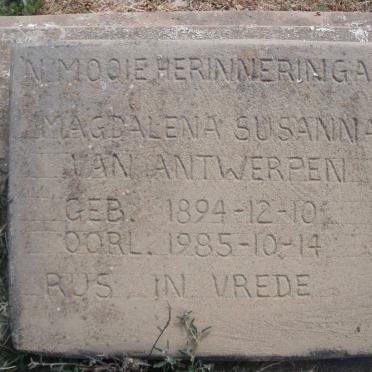 'N MOOIE HERINNERING A
MAGDALENA SUSANNA
VAN ANTWERPEN
GEB. 1894-12-10
OORL. 1985-10-14
RUS IN VREDE